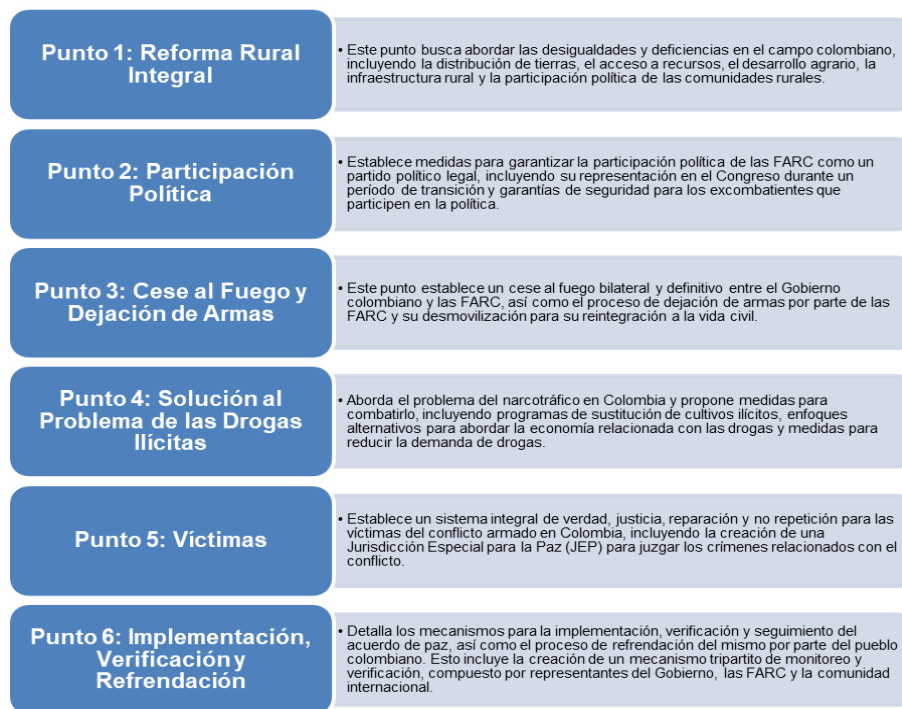 Punto 1: Reforma Rural
Integral
• Este punto busca abordar las desigualdades y deficiencias en el campo colombiano,
incluyendo la distribución de tierras, el acceso a recursos, el desarrollo agrario, la
infraestructura rural y la participación política de las comunidades rurales.
Punto 2: Participación
Política
• Establece medidas para garantizar la participación política de las FARC como un
partido político legal, incluyendo su representación en el Congreso durante un
período de transición y garantías de seguridad para los excombatientes que
participen en la política.
Punto 3: Cese al Fuego y
Dejación de Armas
• Este punto establece un cese al fuego bilateral y definitivo entre el Gobierno
colombiano y las FARC, así como el proceso de dejación de armas por parte de las
FARC y su desmovilización para su reintegración a la vida civil.
Punto 4: Solución al
Problema de las Drogas
Ilícitas
• Aborda el problema del narcotráfico en Colombia y propone medidas para
combatirlo, incluyendo programas de sustitución de cultivos ilícitos, enfoques
alternativos para abordar la economía relacionada con las drogas y medidas para
reducir la demanda de drogas.
Punto 5: Víctimas
• Establece un sistema integral de verdad, justicia, reparación y no repetición para las
víctimas del conflicto armado en Colombia, incluyendo la creación de una
Jurisdicción Especial para la Paz (JEP) para juzgar los crímenes relacionados con el
conflicto.
Punto 6: Implementación,
Verificación y
Refrendación
• Detalla los mecanismos para la implementación, verificación y seguimiento del
acuerdo de paz, así como el proceso de refrendación del mismo por parte del pueblo
colombiano. Esto incluye la creación de un mecanismo tripartito de monitoreo y
verificación, compuesto por representantes del Gobierno, las FARC y la comunidad
internacional.